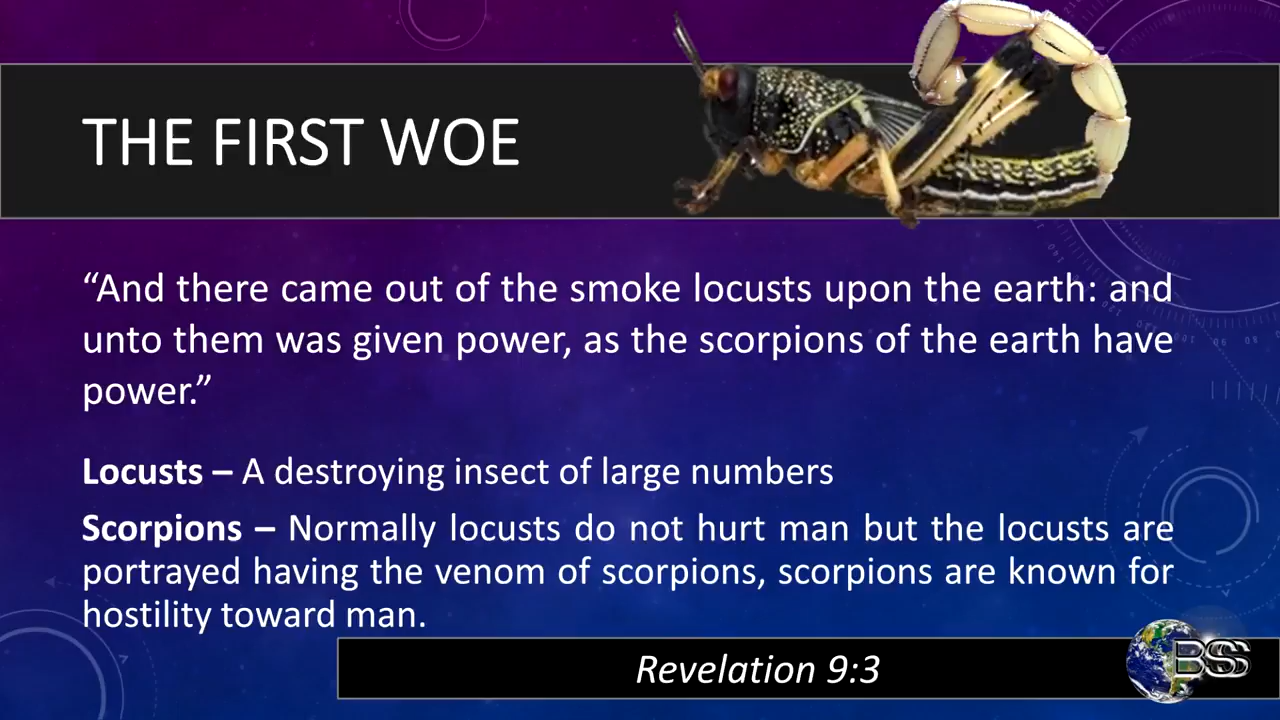 THE FIRST WOE
“And there came out of the smoke locusts upon the earth: and
unto them was given power, as the scorpions of the earth have
power.”
Locusts – A destroying insect of large numbers
Scorpions – Normally locusts do not hurt man but the locusts are
portrayed having the venom of scorpions, scorpions are known for
hostility toward man.
Revelation 9:3
BSS